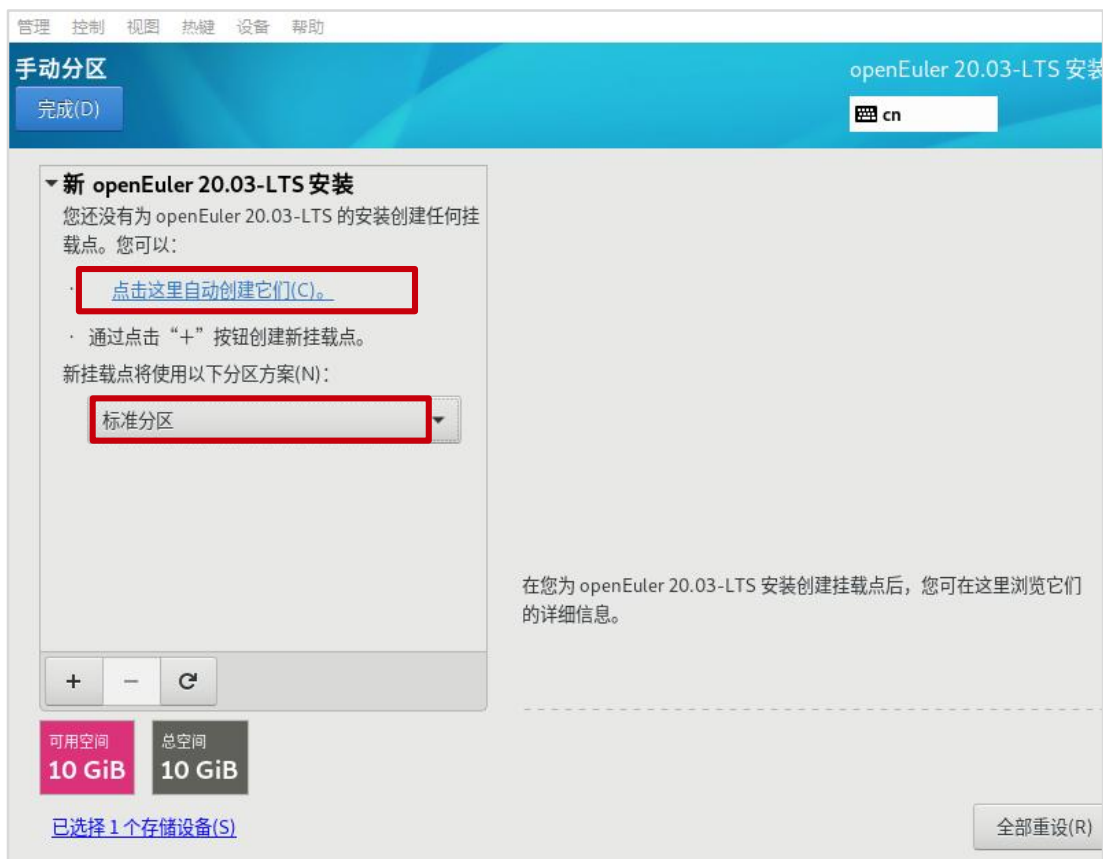 管理 控制 视图 热键 设备 帮助
手动分区
openEuler 20.03-LTS 安装
完成(D)
cn
新 openEuler 20.03-LTS 安装
您还没有为 openEuler 20.03-LTS 的安装创建任何挂
载点。您可以：
· 点击这里自动创建它们(C)。
· 通过点击“+”按钮创建新挂载点。
新挂载点将使用以下分区方案(N)：
标准分区
在您为 openEuler 20.03-LTS 安装创建挂载点后，您可在这里浏览它们
的详细信息。
+ −
可用空间
10 GiB
总空间
10 GiB
已选择 1 个存储设备(S)
全部重设(R)